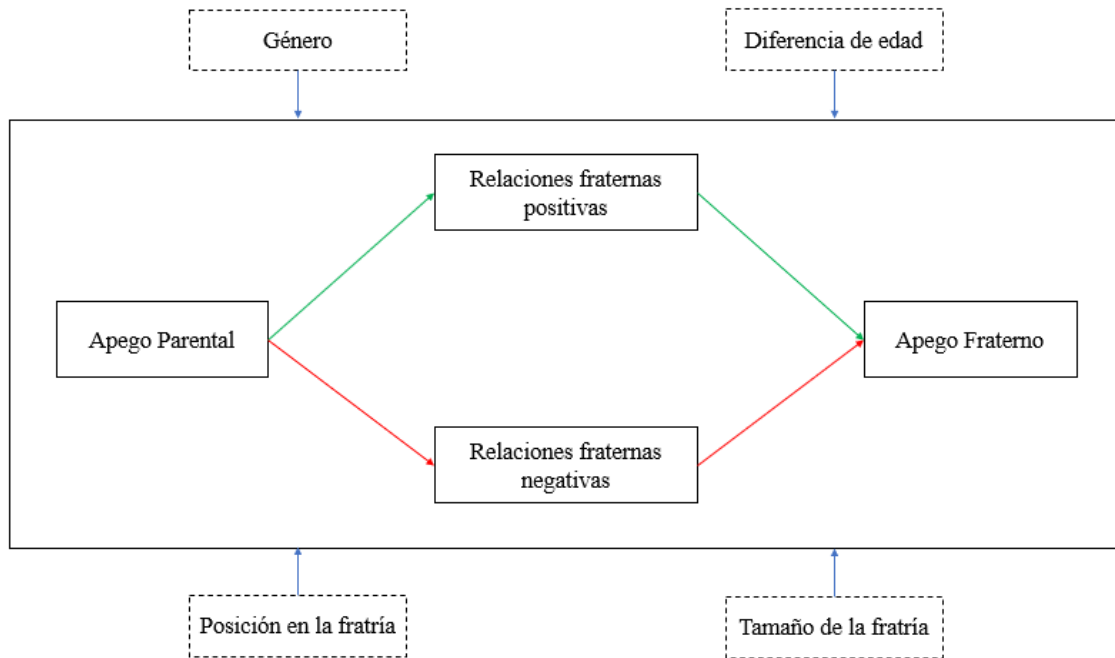 Género
Diferencia de edad
Relaciones fraternas
positivas
Apego Parental
Apego Fraterno
Relaciones fraternas
negativas
Posición en la fratría
Tamaño de la fratría